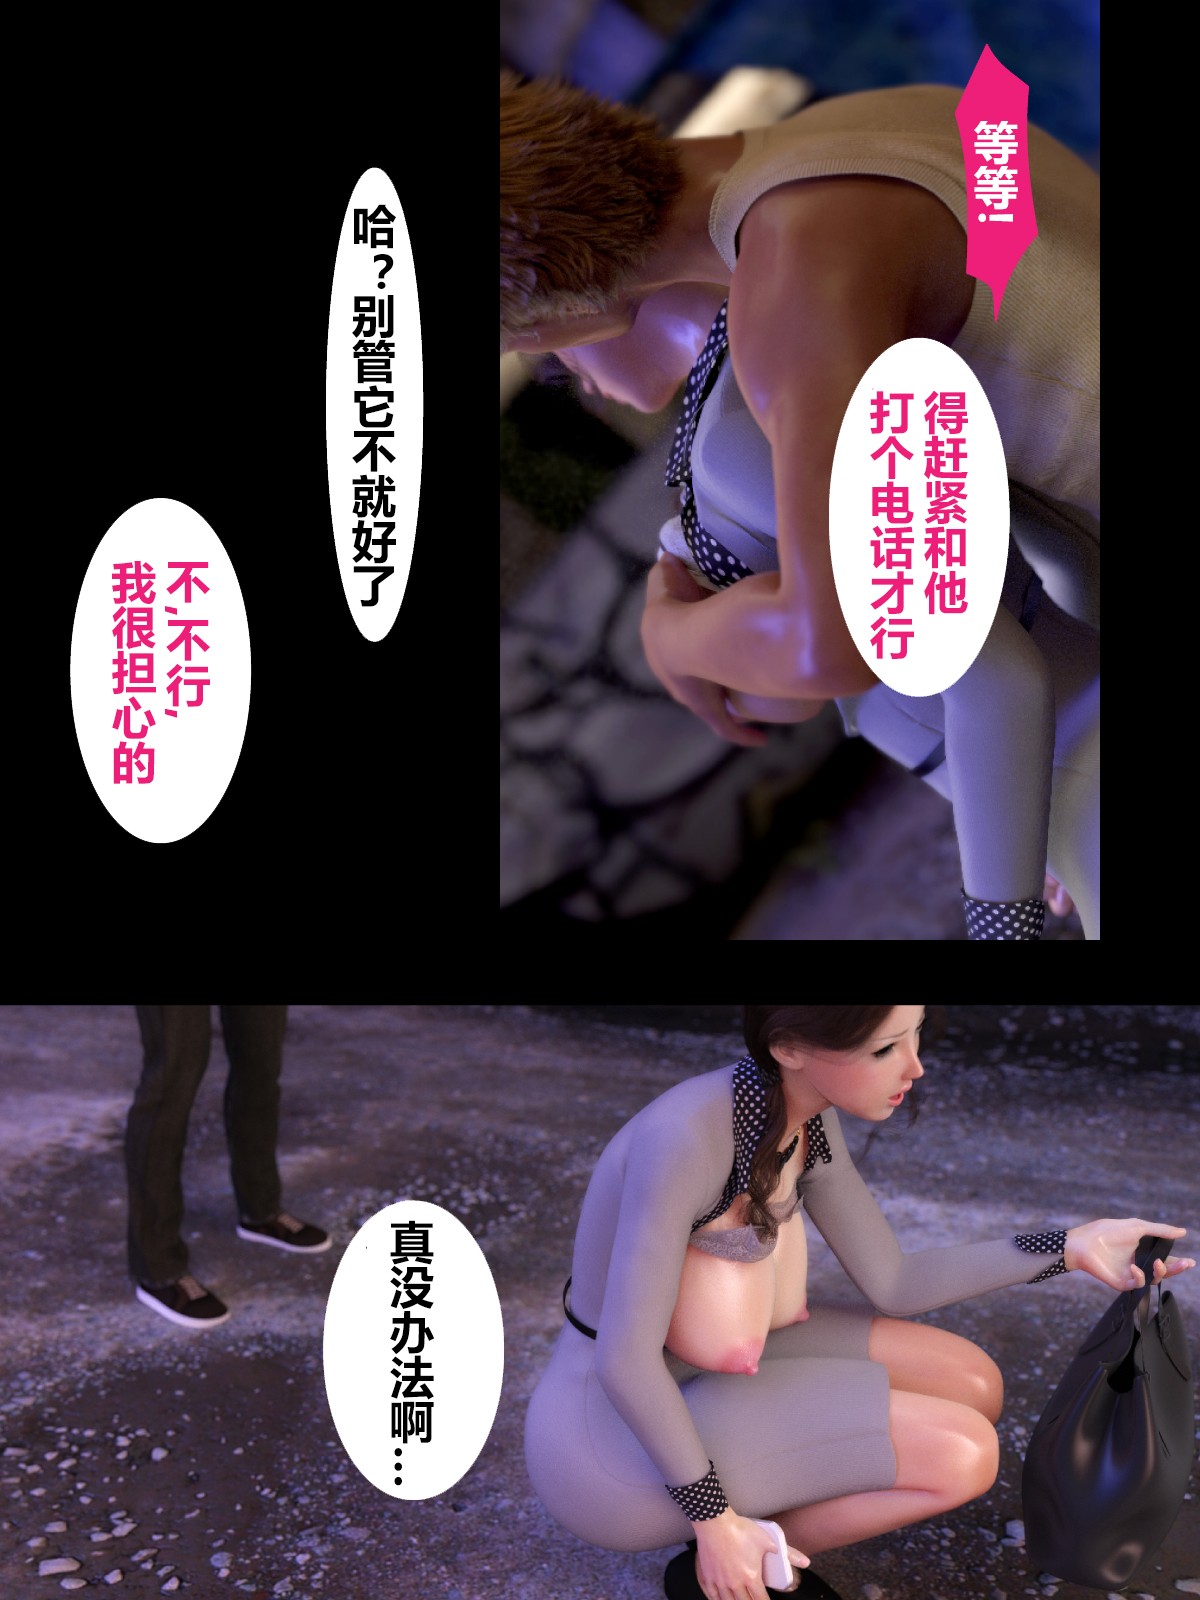 等等!
得赶紧和他
打个电话才行
哈?别管它不就好了
不,不行,
我很担心的
真没办法啊…